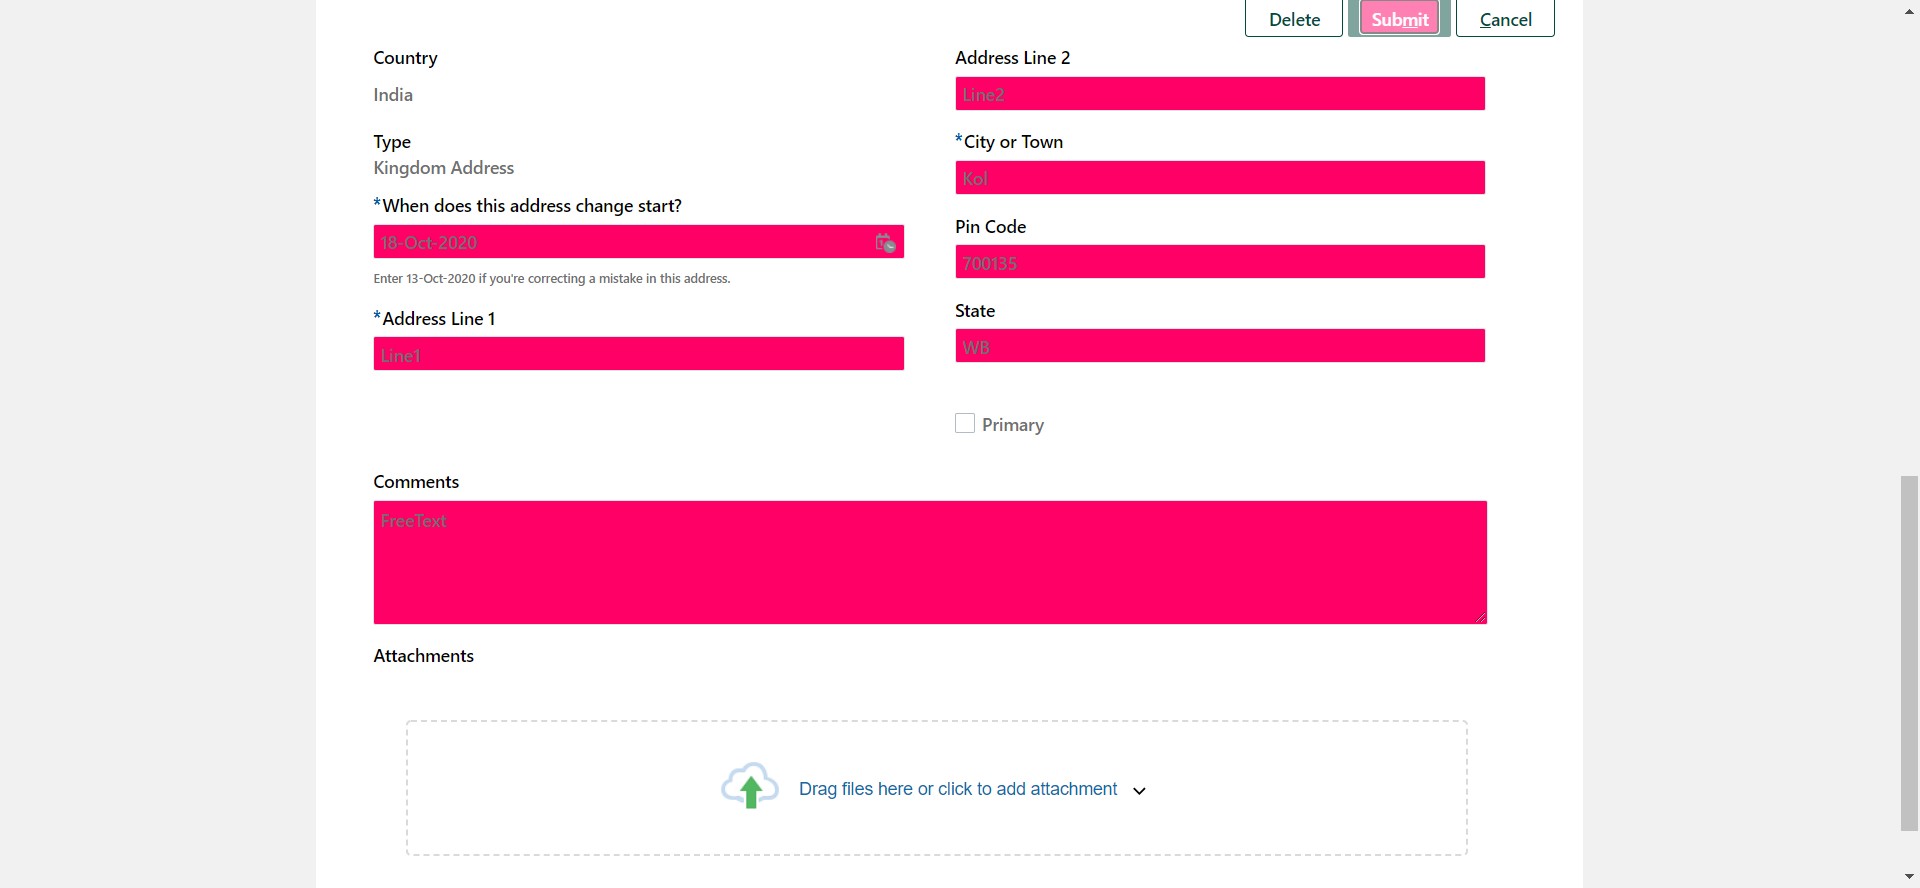 Delete
Submit
Cancel
Country
India
Type
Kingdom Address
*When does this address change start?
18-Oct-2020
Enter 13-Oct-2020 if you're correcting a mistake in this address.
*Address Line 1
Line1
Address Line 2
Line2
*City or Town
Kol
Pin Code
700135
State
WB
Primary
Comments
FreeText
Attachments
Drag files here or click to add attachment